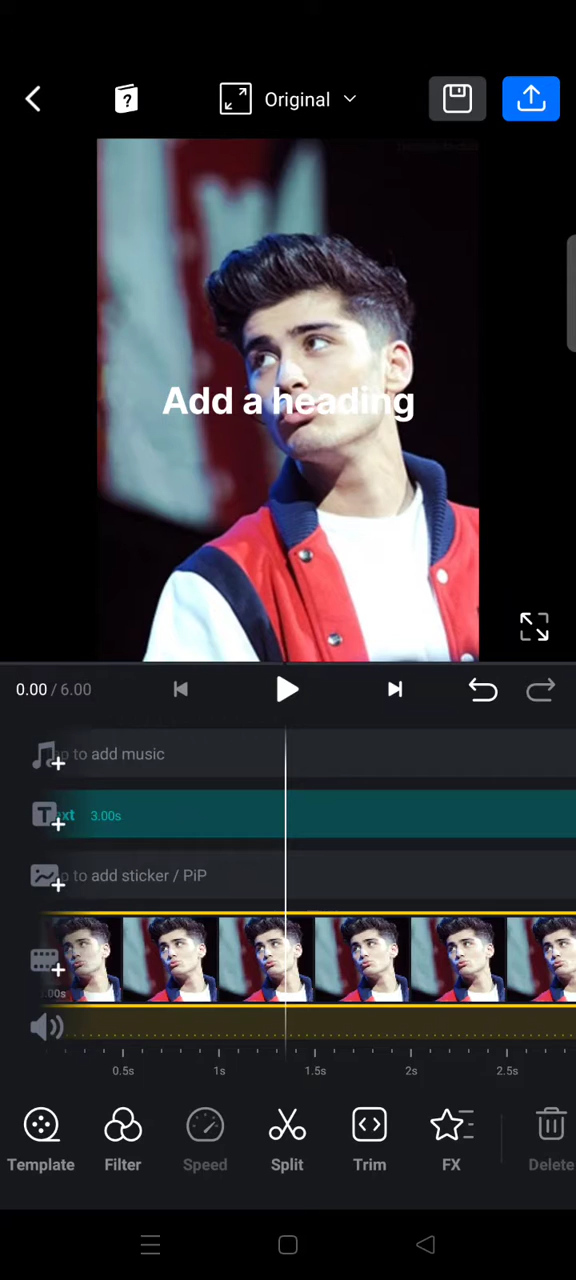 Original
Add a heading
0.00 / 6.00
p to add music
T xt 3.00s
p to add sticker / PiP
.00s
0.5s 1s 1.5s 2s 2.5s
Template Filter Speed Split Trim FX Delete